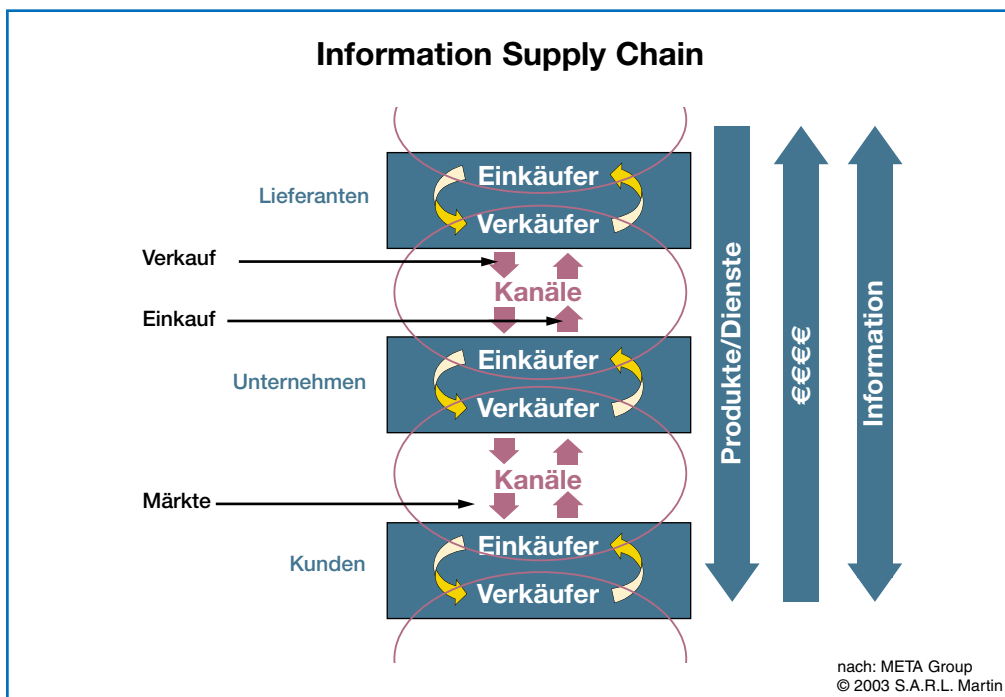 Information Supply Chain
Lieferanten
Einkäufer
Verkäufer
Verkauf
Kanäle
Einkauf
Unternehmen
Einkäufer
Verkäufer
Kanäle
Märkte
Kunden
Einkäufer
Verkäufer
Produkte/Dienste
€€€€
Information
nach: META Group
© 2003 S.A.R.L. Martin